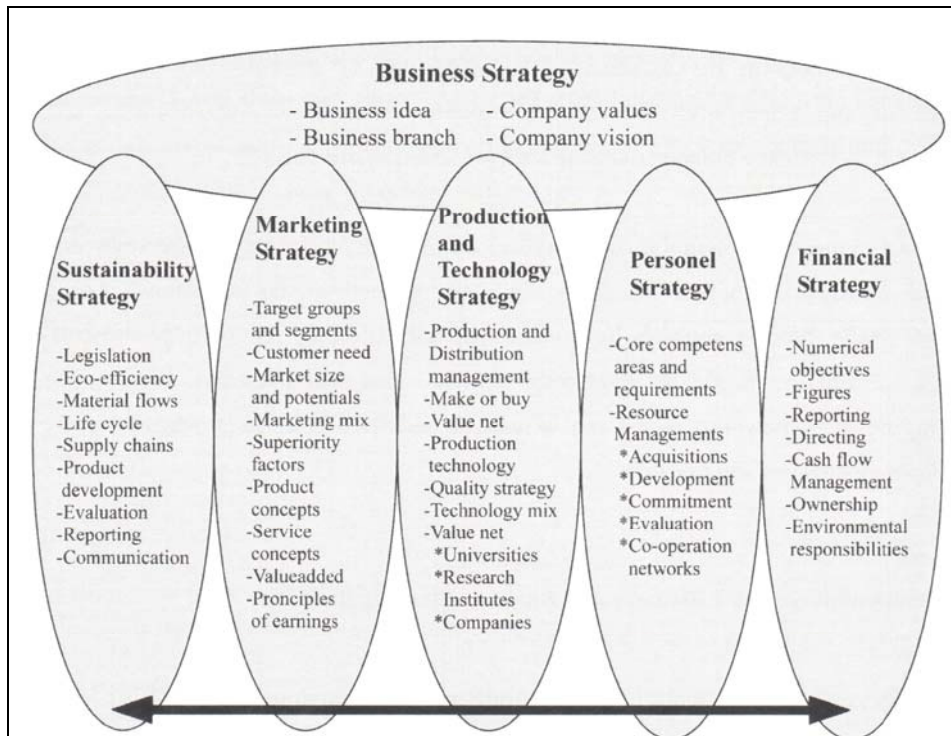 Business Strategy
- Business idea - Company values
- Business branch - Company vision
Sustainability
Strategy
-Legislation
-Eco-efficiency
-Material flows
-Life cycle
-Supply chains
-Product
development
-Evaluation
-Reporting
-Communication
Marketing
Strategy
-Target groups
and segments
-Customer need
-Market size
and potentials
-Marketing mix
-Superiority
factors
-Product
concepts
-Service
concepts
-Valueadded
-Pronciples
of earnings
Production
and
Technology
Strategy
-Production and
Distribution
management
-Make or buy
-Value net
-Production
technology
-Quality strategy
-Technology mix
-Value net
*Universities
*Research
Institutes
*Companies
Personel
Strategy
-Core competens
areas and
requirements
-Resource
Managements
*Acquisitions
*Development
*Commitment
*Evaluation
*Co-operation
networks
Financial
Strategy
-Numerical
objectives
-Figures
-Reporting
-Directing
-Cash flow
Management
-Ownership
-Environmental
responsibilities